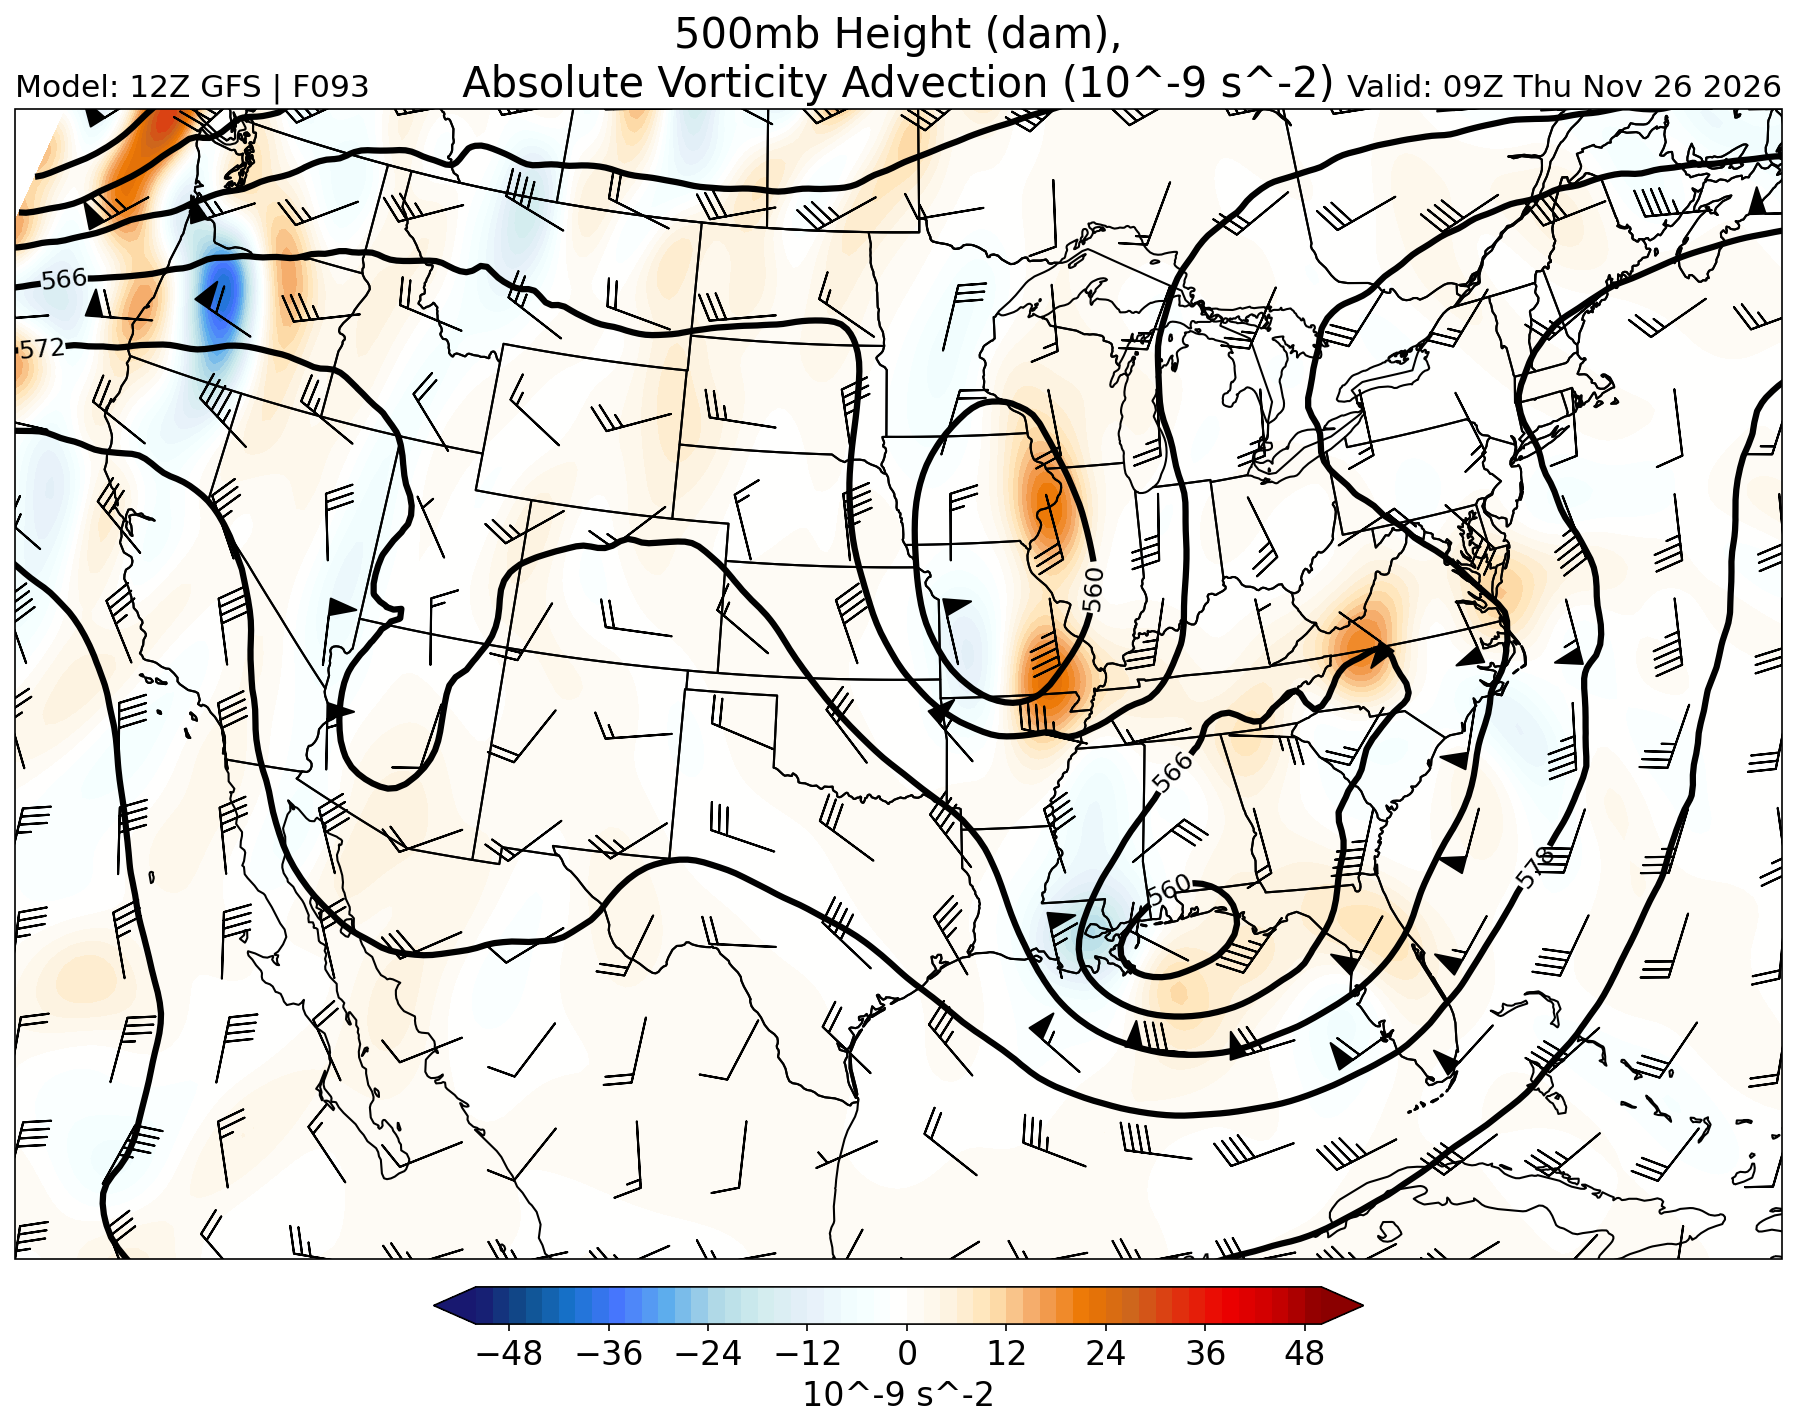 500mb Height (dam),
Model: 12Z GFS | F093
Absolute Vorticity Advection (10^-9 s^-2)
Valid: 09Z Thu Nov 26 2026
566
572
560
566
560
578
−48 −36 −24 −12 0 12 24 36 48
10^-9 s^-2